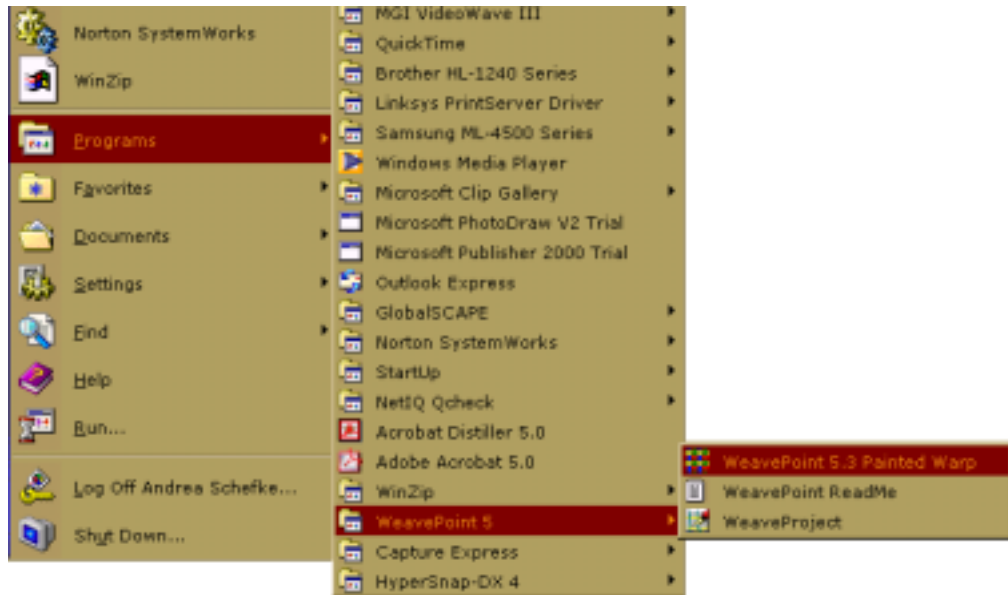 Norton SystemWorks
WinZip
Programs
Favorites
Documents
Settings
Find
Help
Run...
Log Off Andrea Schefke...
Shut Down...
MGI VideoWave III
QuickTime
Brother HL-1240 Series
Linksys PrintServer Driver
Samsung ML-4500 Series
Windows Media Player
Microsoft Clip Gallery
Microsoft PhotoDraw V2 Trial
Microsoft Publisher 2000 Trial
Outlook Express
GlobalSCAPE
Norton SystemWorks
StartUp
NetIQ Qcheck
Acrobat Distiller 5.0
Adobe Acrobat 5.0
WinZip
WeavePoint 5
Capture Express
HyperSnap-DX 4
WeavePoint 5.3 Painted Warp
WeavePoint ReadMe
WeaveProject